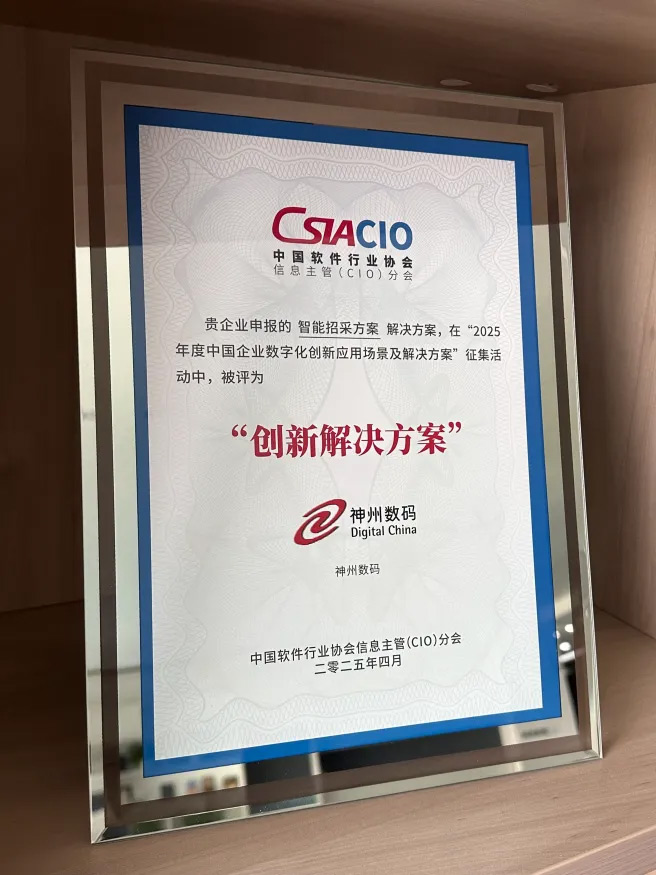 CSIACIO
中国软件行业协会
信息主管(CIO)分会
贵企业申报的 智能招采方案 解决方案，在“2025
年度中国企业数字化创新应用场景及解决方案”征集活
动中，被评为
“创新解决方案”
神州数码
Digital China
神州数码
中国软件行业协会信息主管(CIO)分会
二零二五年四月